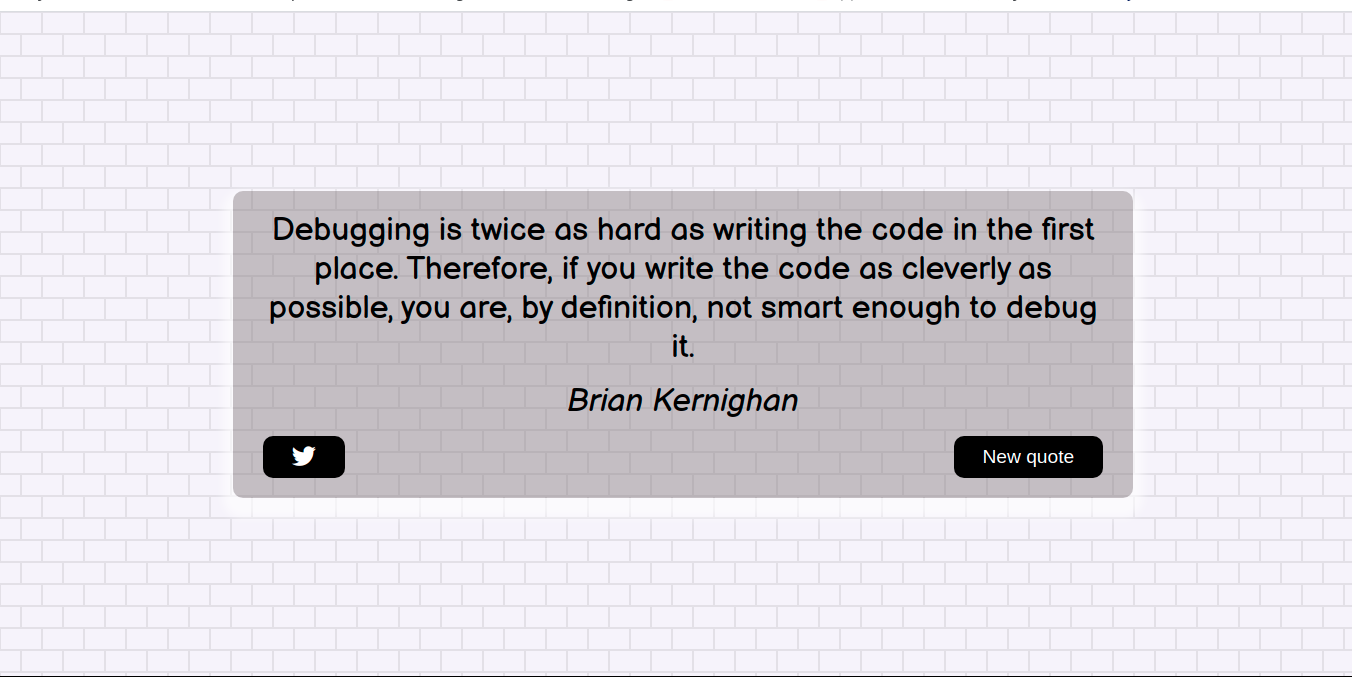 Debugging is twice as hard as writing the code in the first
place. Therefore, if you write the code as cleverly as
possible, you are, by definition, not smart enough to debug
it.
Brian Kernighan
New quote